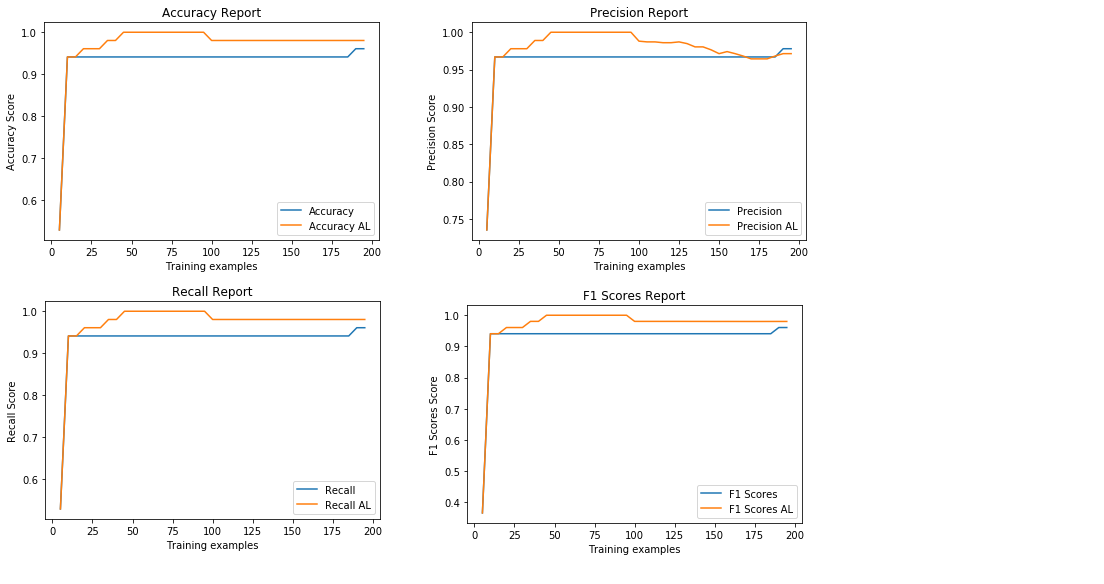 Accuracy Report
1.0
0.9
0.8
0.7
0.6
Accuracy Score
Accuracy
Accuracy AL
0 25 50 75 100 125 150 175 200
Training examples
Precision Report
1.00
0.95
0.90
0.85
0.80
0.75
Precision Score
Precision
Precision AL
0 25 50 75 100 125 150 175 200
Training examples
Recall Report
1.0
0.9
0.8
0.7
0.6
Recall Score
Recall
Recall AL
0 25 50 75 100 125 150 175 200
Training examples
F1 Scores Report
1.0
0.9
0.8
0.7
0.6
0.5
0.4
F1 Scores Score
F1 Scores
F1 Scores AL
0 25 50 75 100 125 150 175 200
Training examples